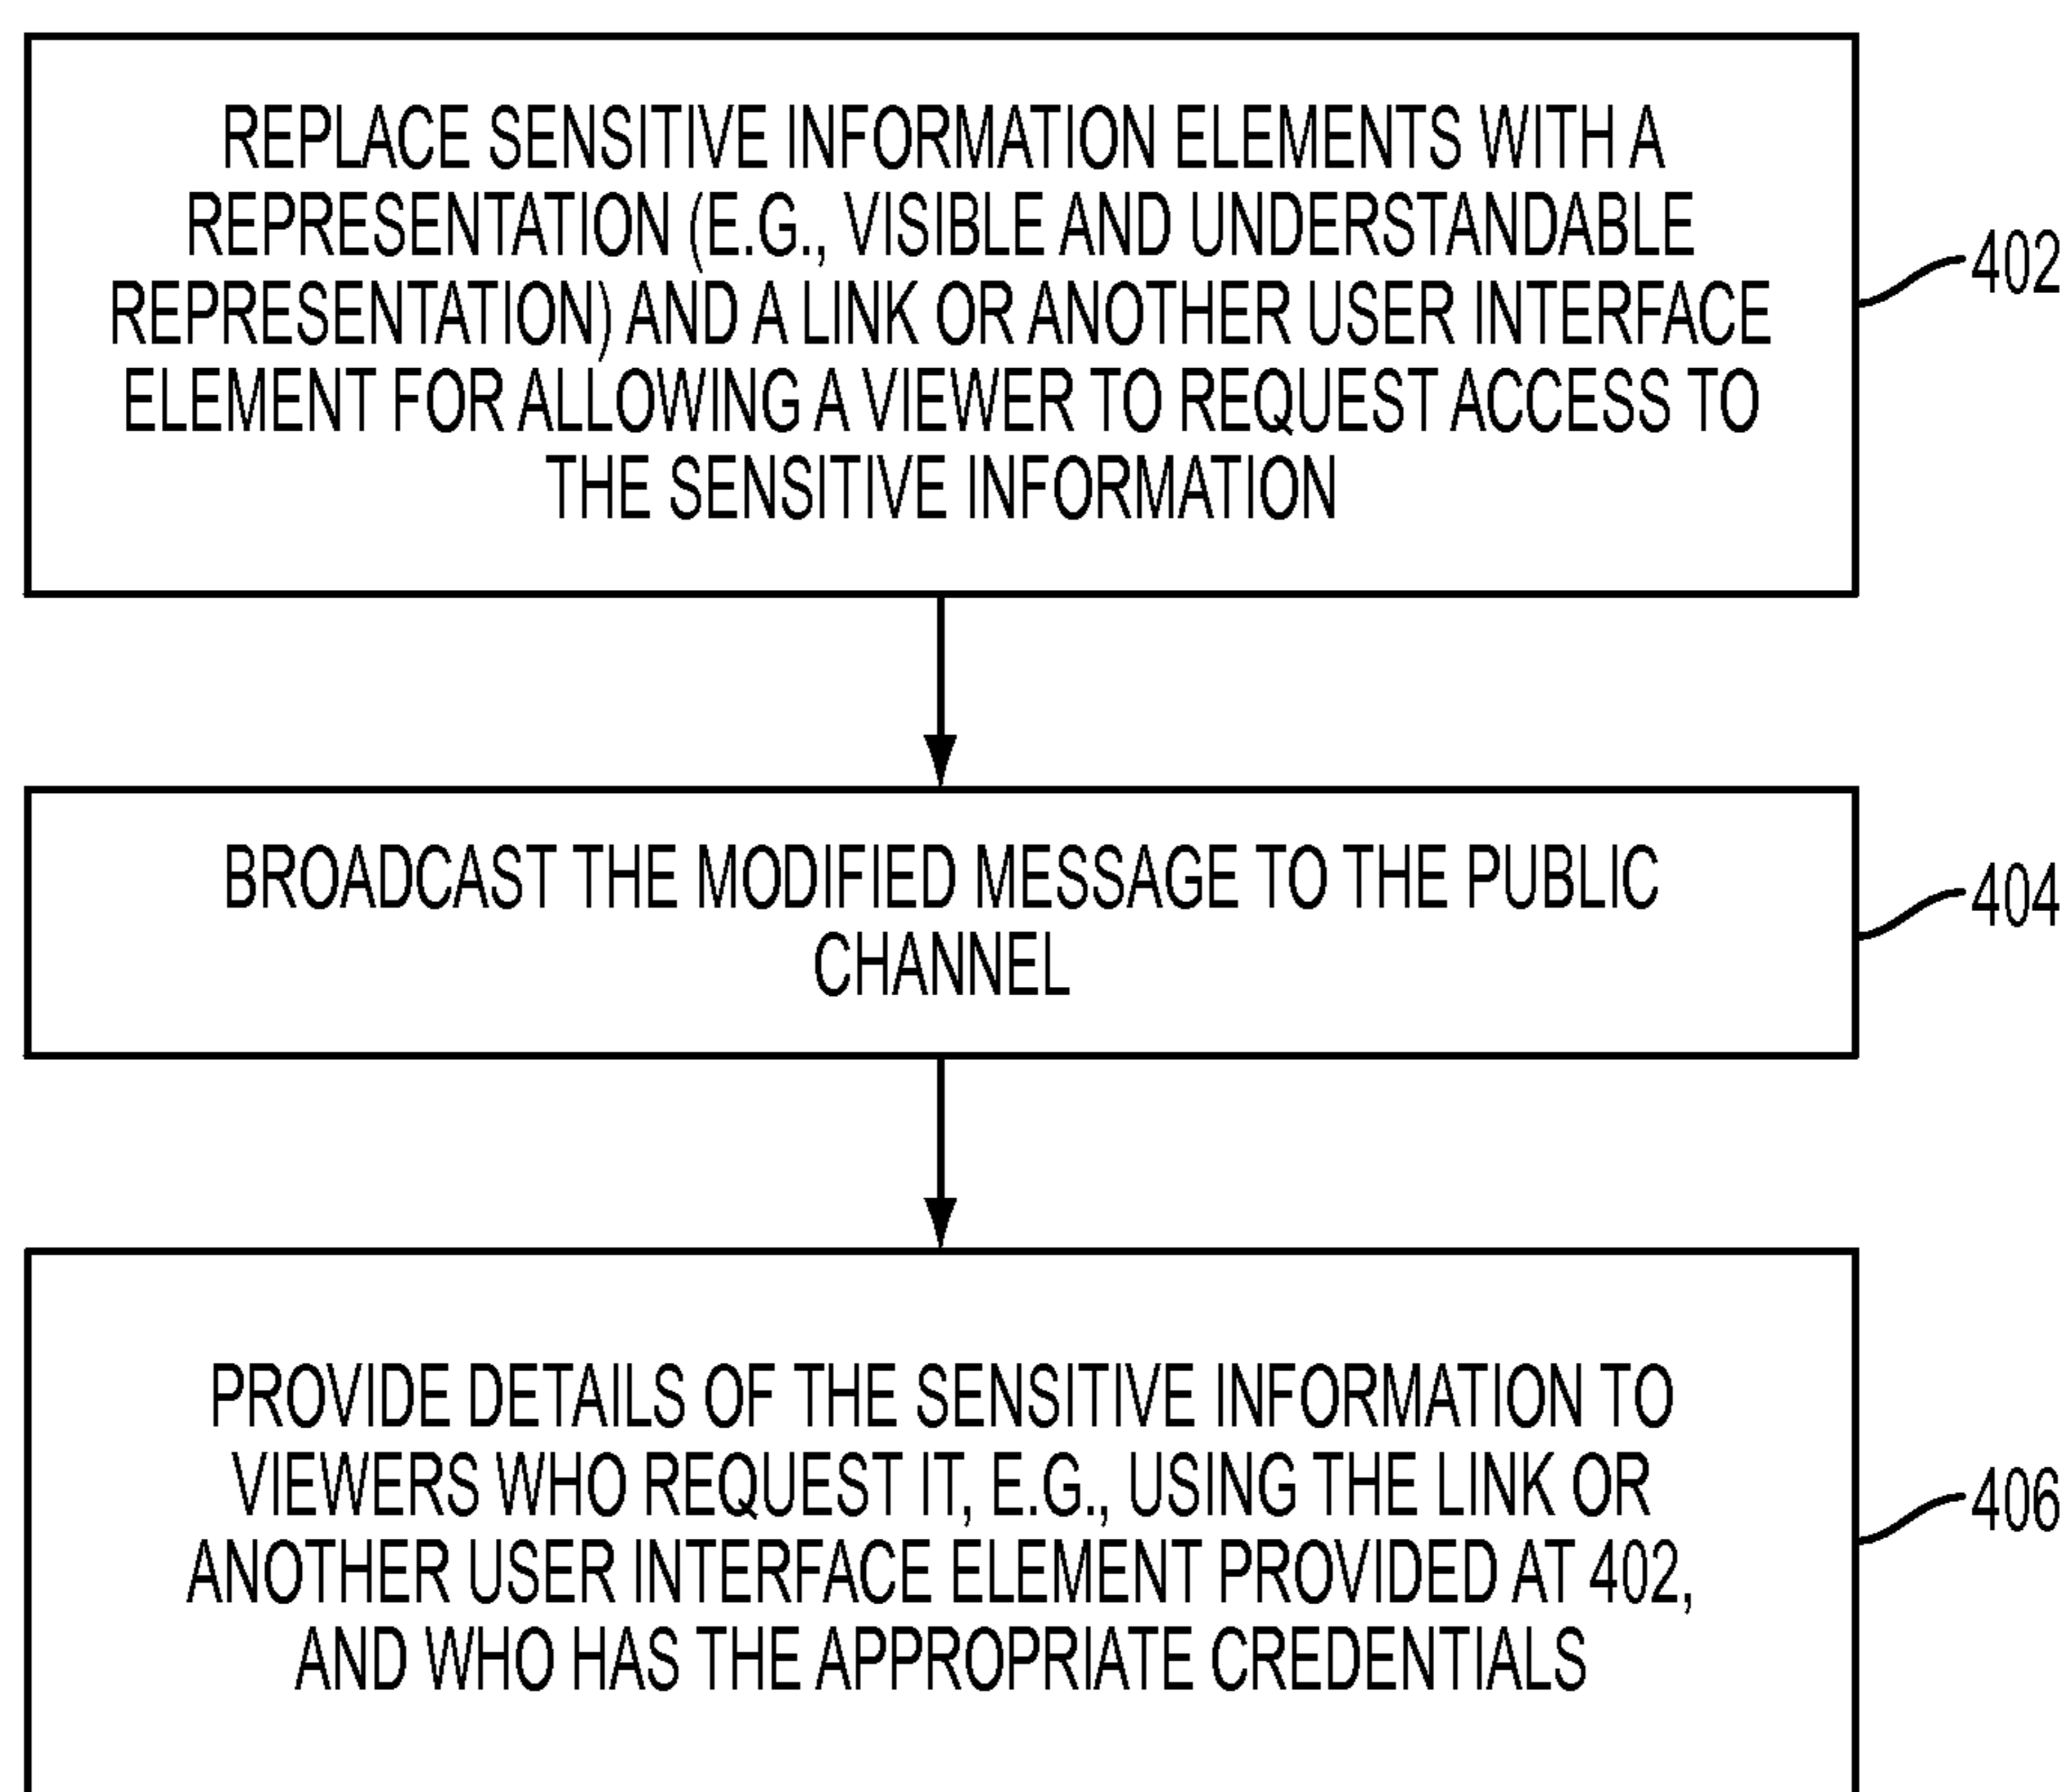 REPLACE SENSITIVE INFORMATION ELEMENTS WITH A
REPRESENTATION (E.G., VISIBLE AND UNDERSTANDABLE
REPRESENTATION) AND A LINK OR ANOTHER USER INTERFACE
ELEMENT FOR ALLOWING A VIEWER TO REQUEST ACCESS TO
THE SENSITIVE INFORMATION
402
BROADCAST THE MODIFIED MESSAGE TO THE PUBLIC
CHANNEL
404
PROVIDE DETAILS OF THE SENSITIVE INFORMATION TO
VIEWERS WHO REQUEST IT, E.G., USING THE LINK OR
ANOTHER USER INTERFACE ELEMENT PROVIDED AT 402,
AND WHO HAS THE APPROPRIATE CREDENTIALS
406